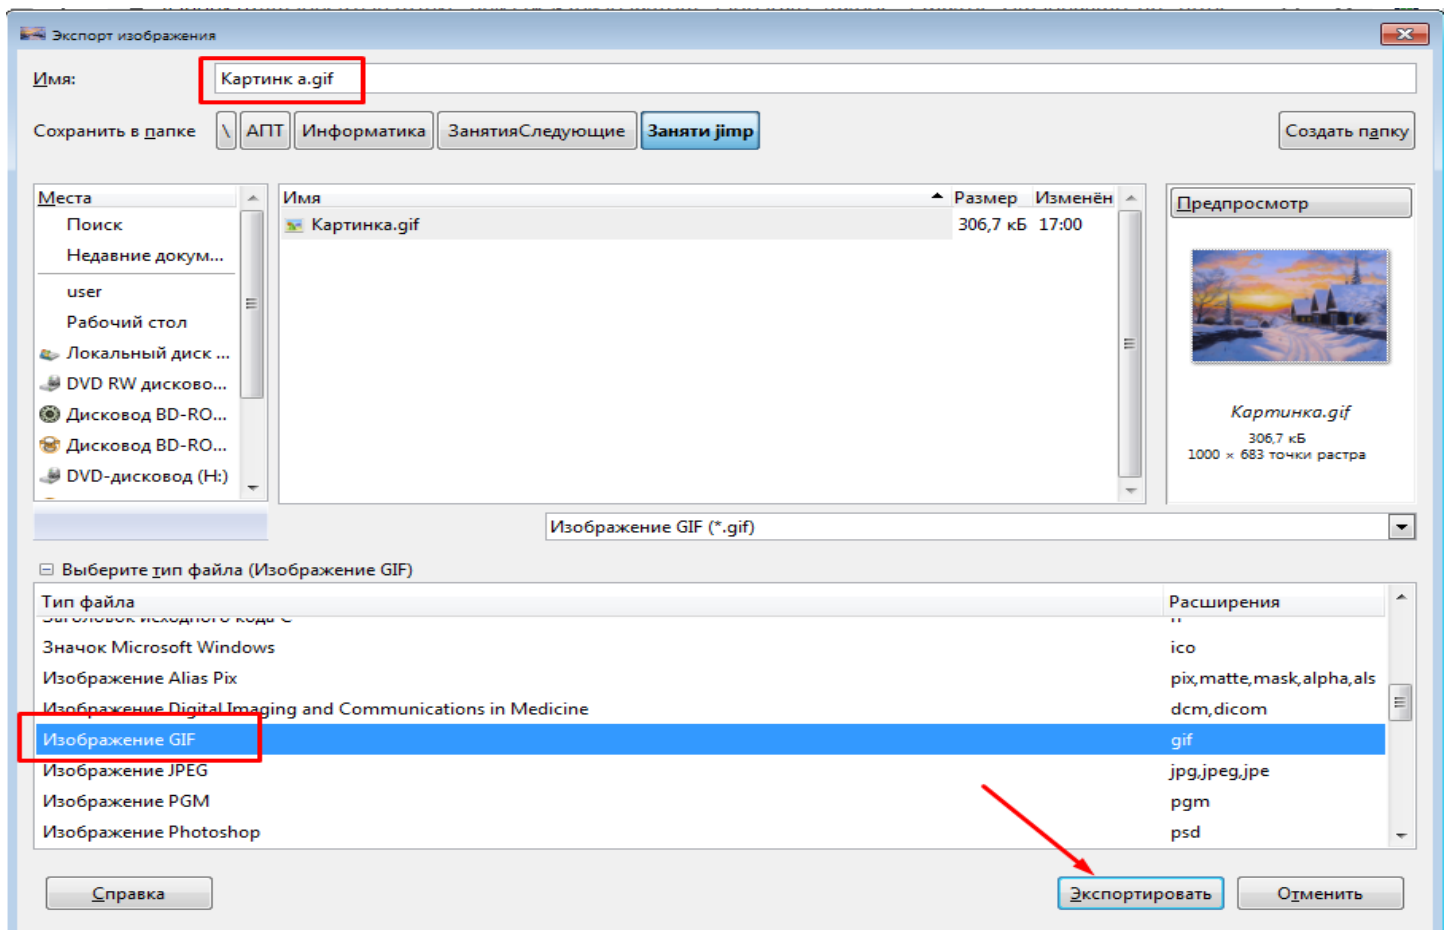 Экспорт изображения
Имя: Картинк а.gif
Сохранить в папке \ АПТ Информатика ЗанятияСледующие Заняти jimp Создать папку
Места Имя Размер Изменён Предпросмотр
Поиск Картинка.gif 306,7 кБ 17:00
Недавние докум...
user
Рабочий стол
Локальный диск ...
DVD RW дисково...
Дисковод BD-RO... Картинка.gif
Дисковод BD-RO... 306,7 кБ
1000 × 683 точки растра
DVD-дисковод (H:)
Изображение GIF (*.gif)
Выберите тип файла (Изображение GIF)
Тип файла Расширения
Заголовок исходного кода C h
Значок Microsoft Windows ico
Изображение Alias Pix pix,matte,mask,alpha,als
Изображение Digital Imaging and Communications in Medicine dcm,dicom
Изображение GIF gif
Изображение JPEG jpg,jpeg,jpe
Изображение PGM pgm
Изображение Photoshop psd
Справка Экспортировать Отменить